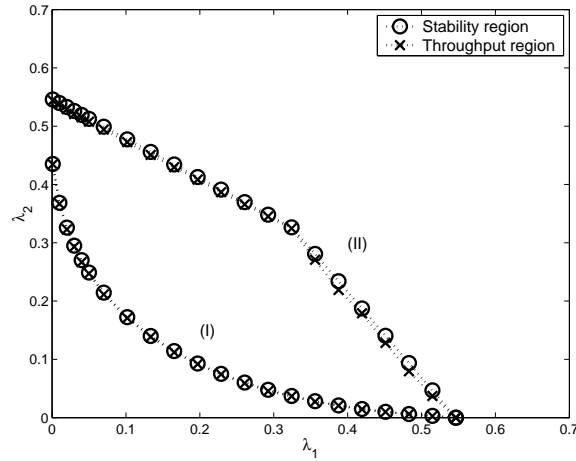 0.7
0.6
0.5
0.4
0.3
0.2
0.1
0
λ2
Stability region
Throughput region
(II)
(I)
0 0.1 0.2 0.3 0.4 0.5 0.6 0.7
λ1